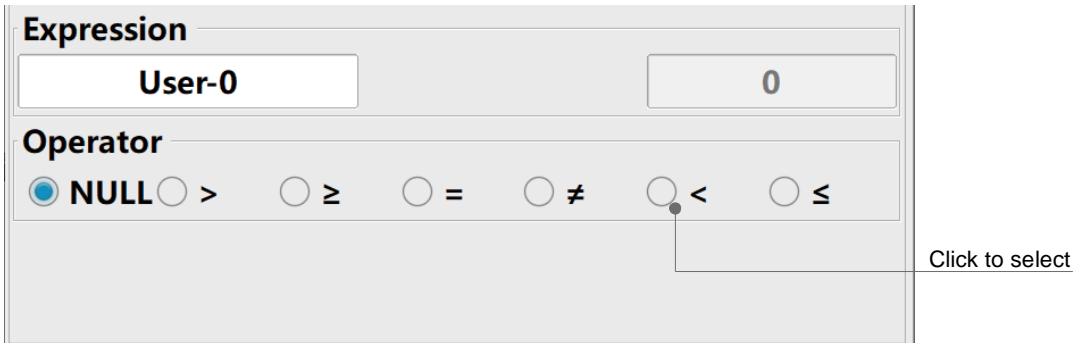 Expression
User-0 0
Operator
NULL > ≥ = ≠ < ≤
Click to select